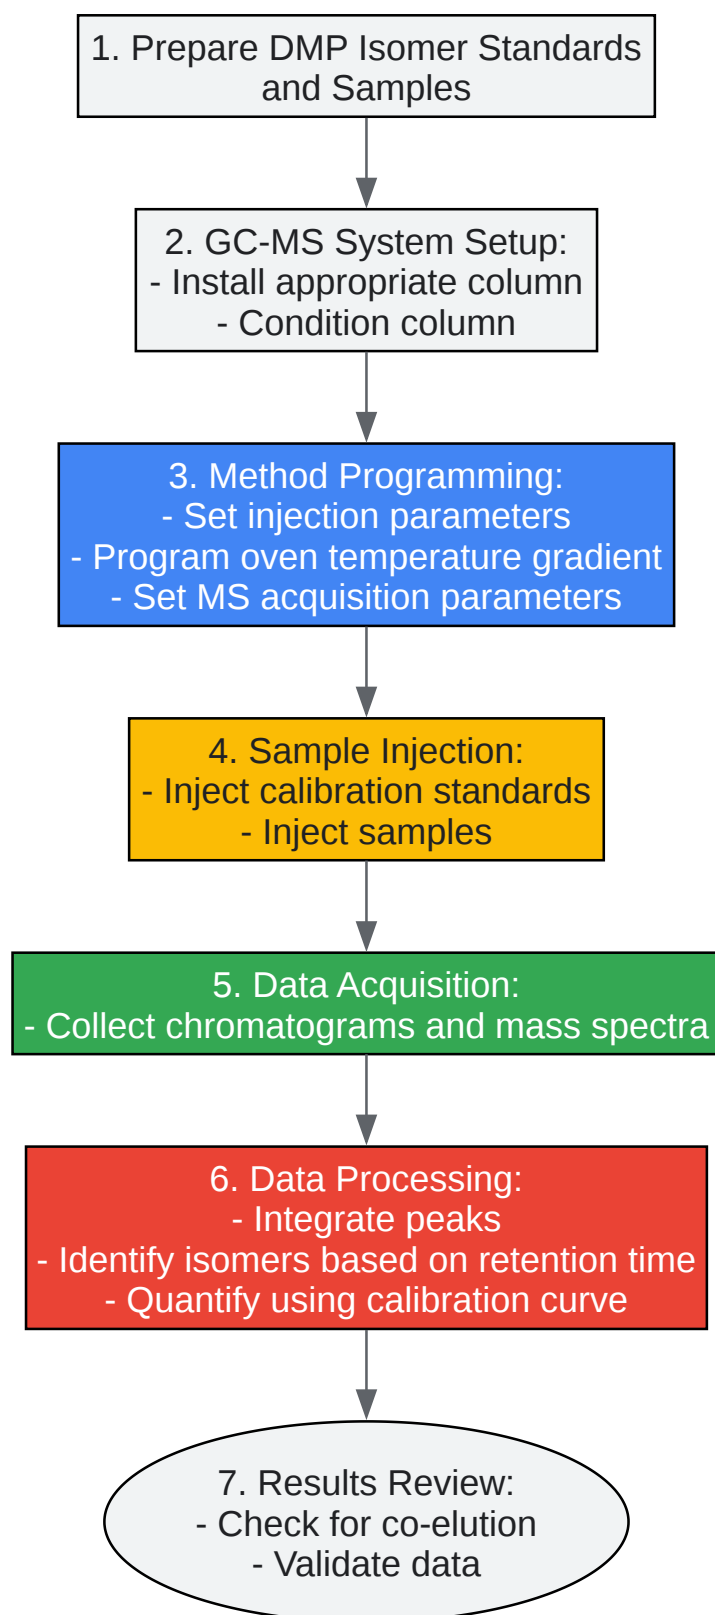 1. Prepare DMP Isomer Standards
and Samples
2. GC-MS System Setup:
- Install appropriate column
- Condition column
3. Method Programming:
- Set injection parameters
- Program oven temperature gradient
- Set MS acquisition parameters
4. Sample Injection:
- Inject calibration standards
- Inject samples
5. Data Acquisition:
- Collect chromatograms and mass spectra
6. Data Processing:
- Integrate peaks
- Identify isomers based on retention time
- Quantify using calibration curve
7. Results Review:
- Check for co-elution
- Validate data